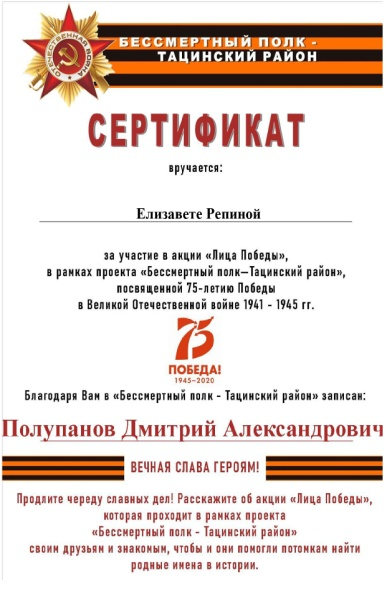 БЕССМЕРТНЫЙ ПОЛК -
ТАЦИНСКИЙ РАЙОН
ОТЕЧЕСТВЕННАЯ ВОЙНА
СЕРТИФИКАТ
вручается:
Елизавете Репиной
за участие в акции «Лица Победы»,
в рамках проекта «Бессмертный полк—Тацинский район»,
посвященной 75-летию Победы
в Великой Отечественной войне 1941 - 1945 гг.
75
ПОБЕДА!
1945–2020
Благодаря Вам в «Бессмертный полк - Тацинский район» записан:
Полупанов Дмитрий Александрович
ВЕЧНАЯ СЛАВА ГЕРОЯМ!
Продлите череду славных дел! Расскажите об акции «Лица Победы»,
которая проходит в рамках проекта
«Бессмертный полк - Тацинский район»
своим друзьям и знакомым, чтобы и они помогли потомкам найти
родные имена в истории.